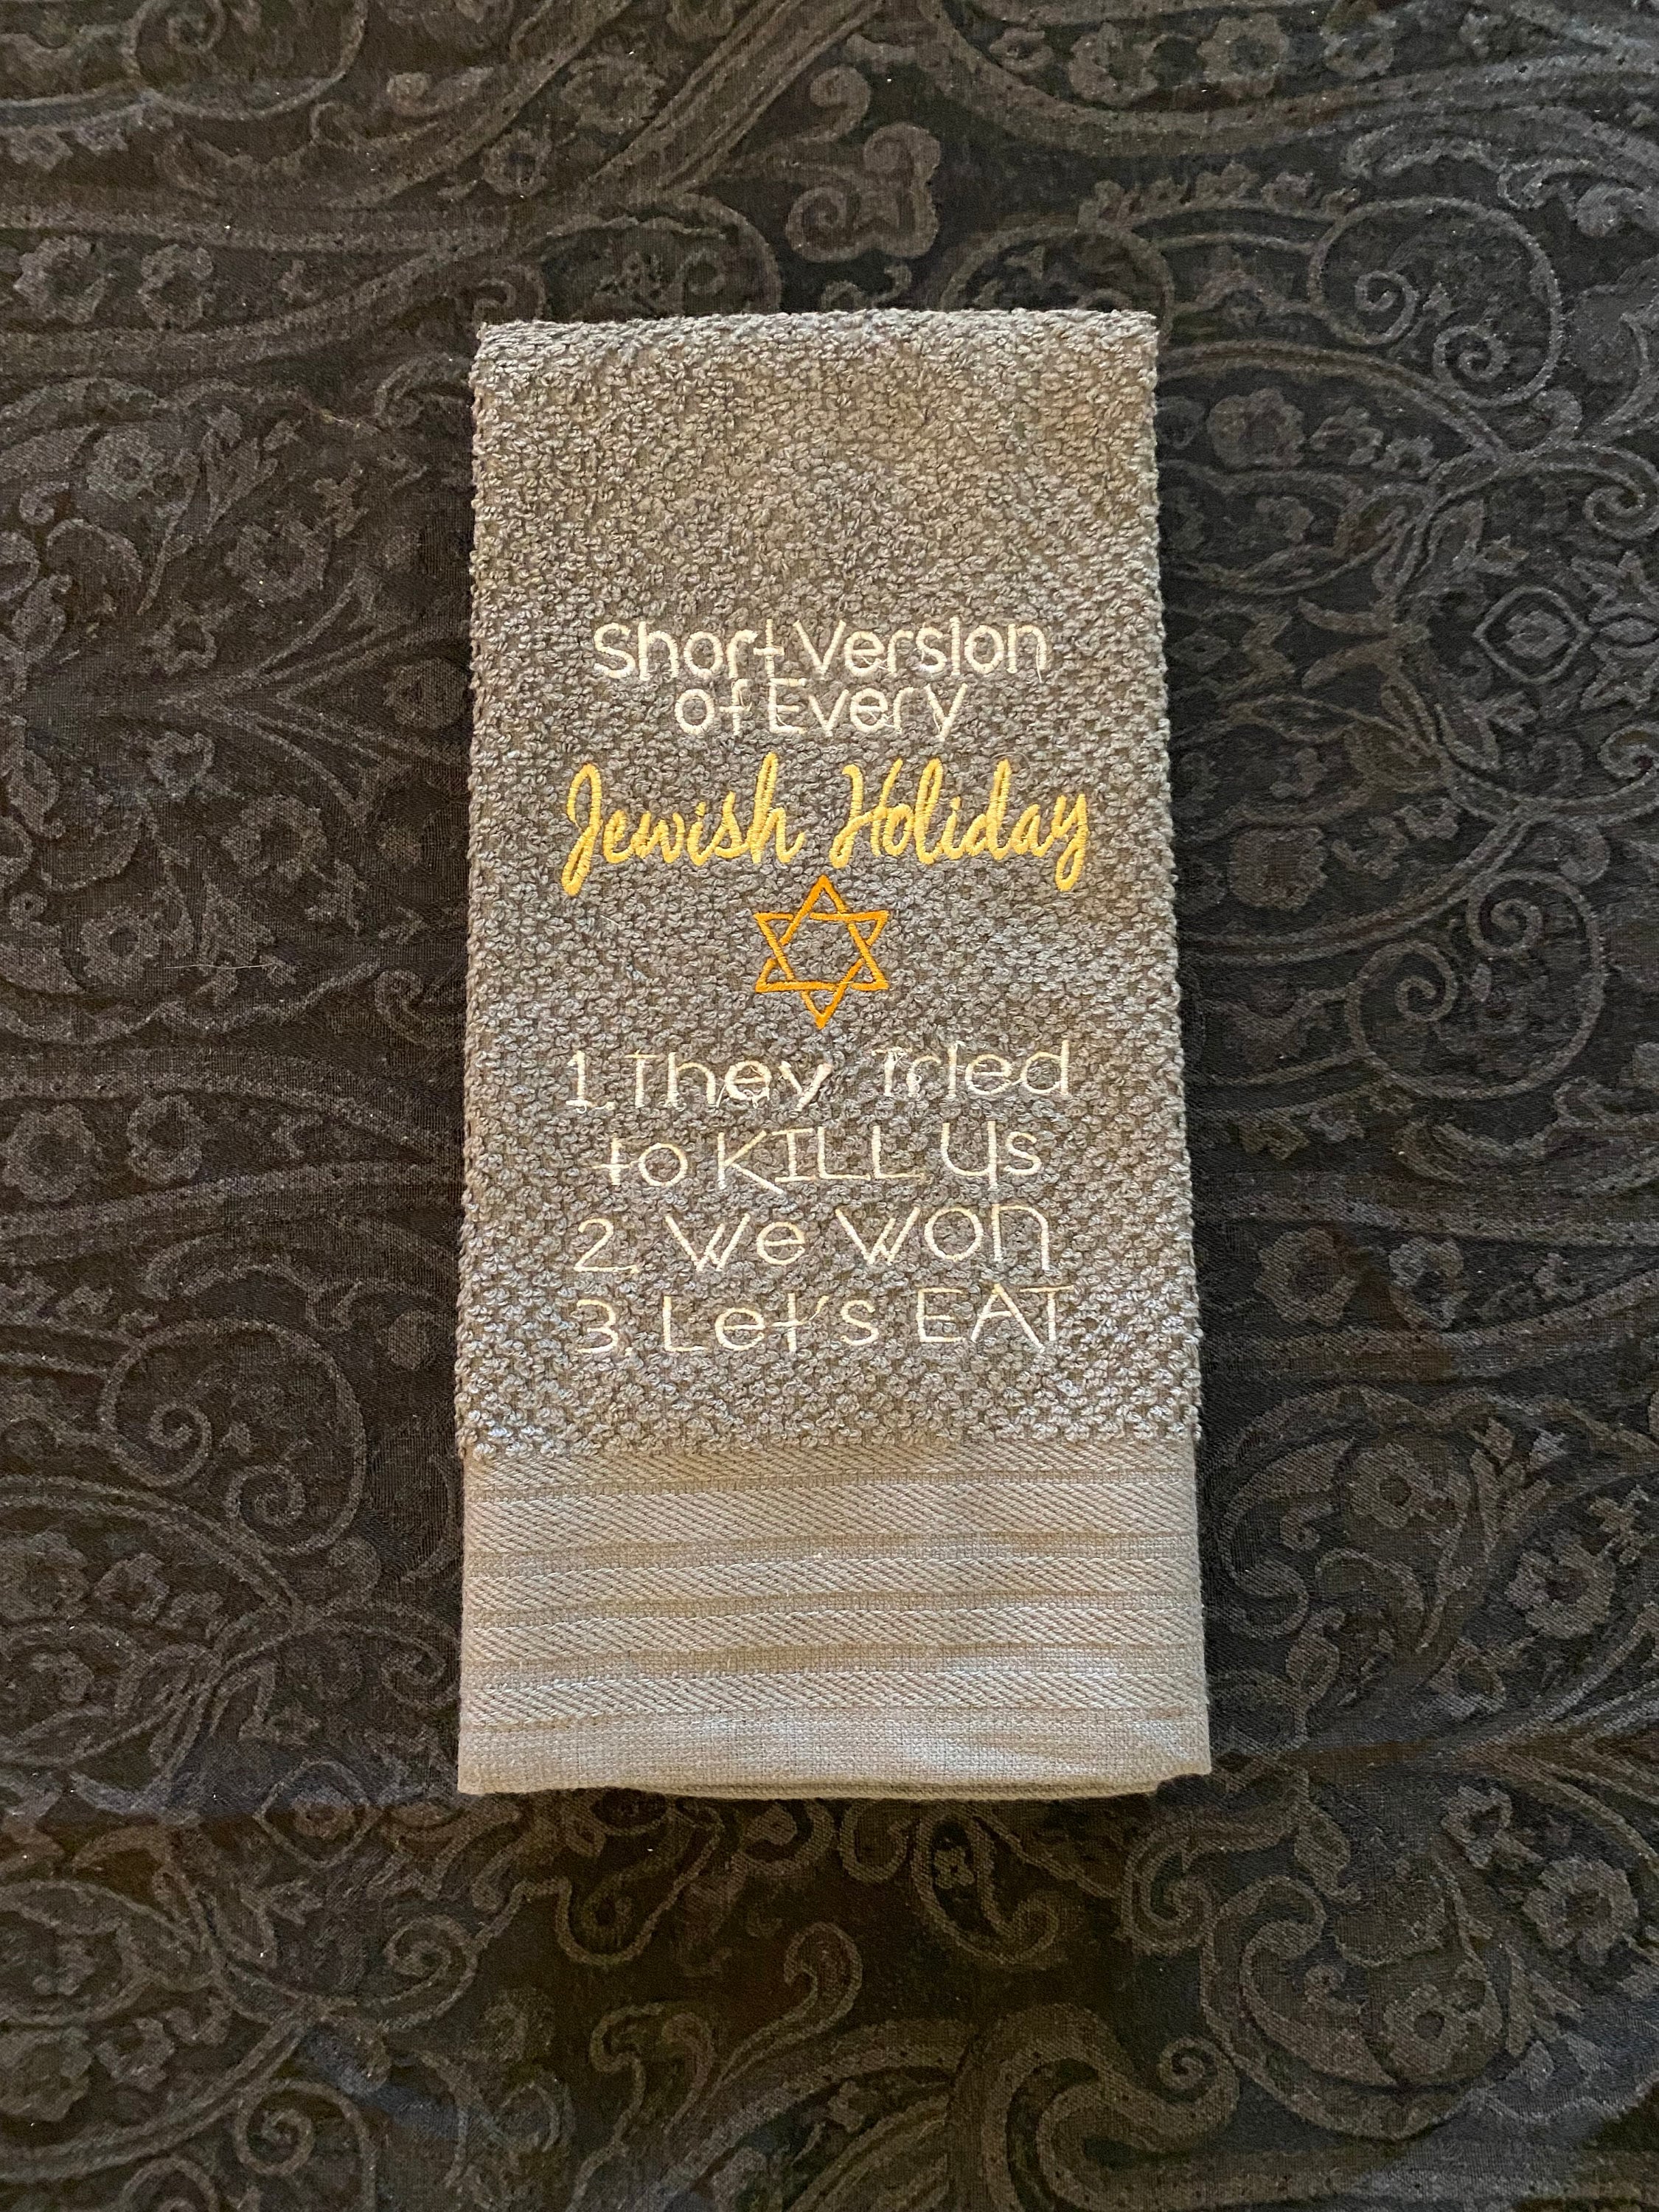 Short Version
of Every
Jewish Holiday
1. They Tried
to KILL Us
2. We Won
3. Let's EAT